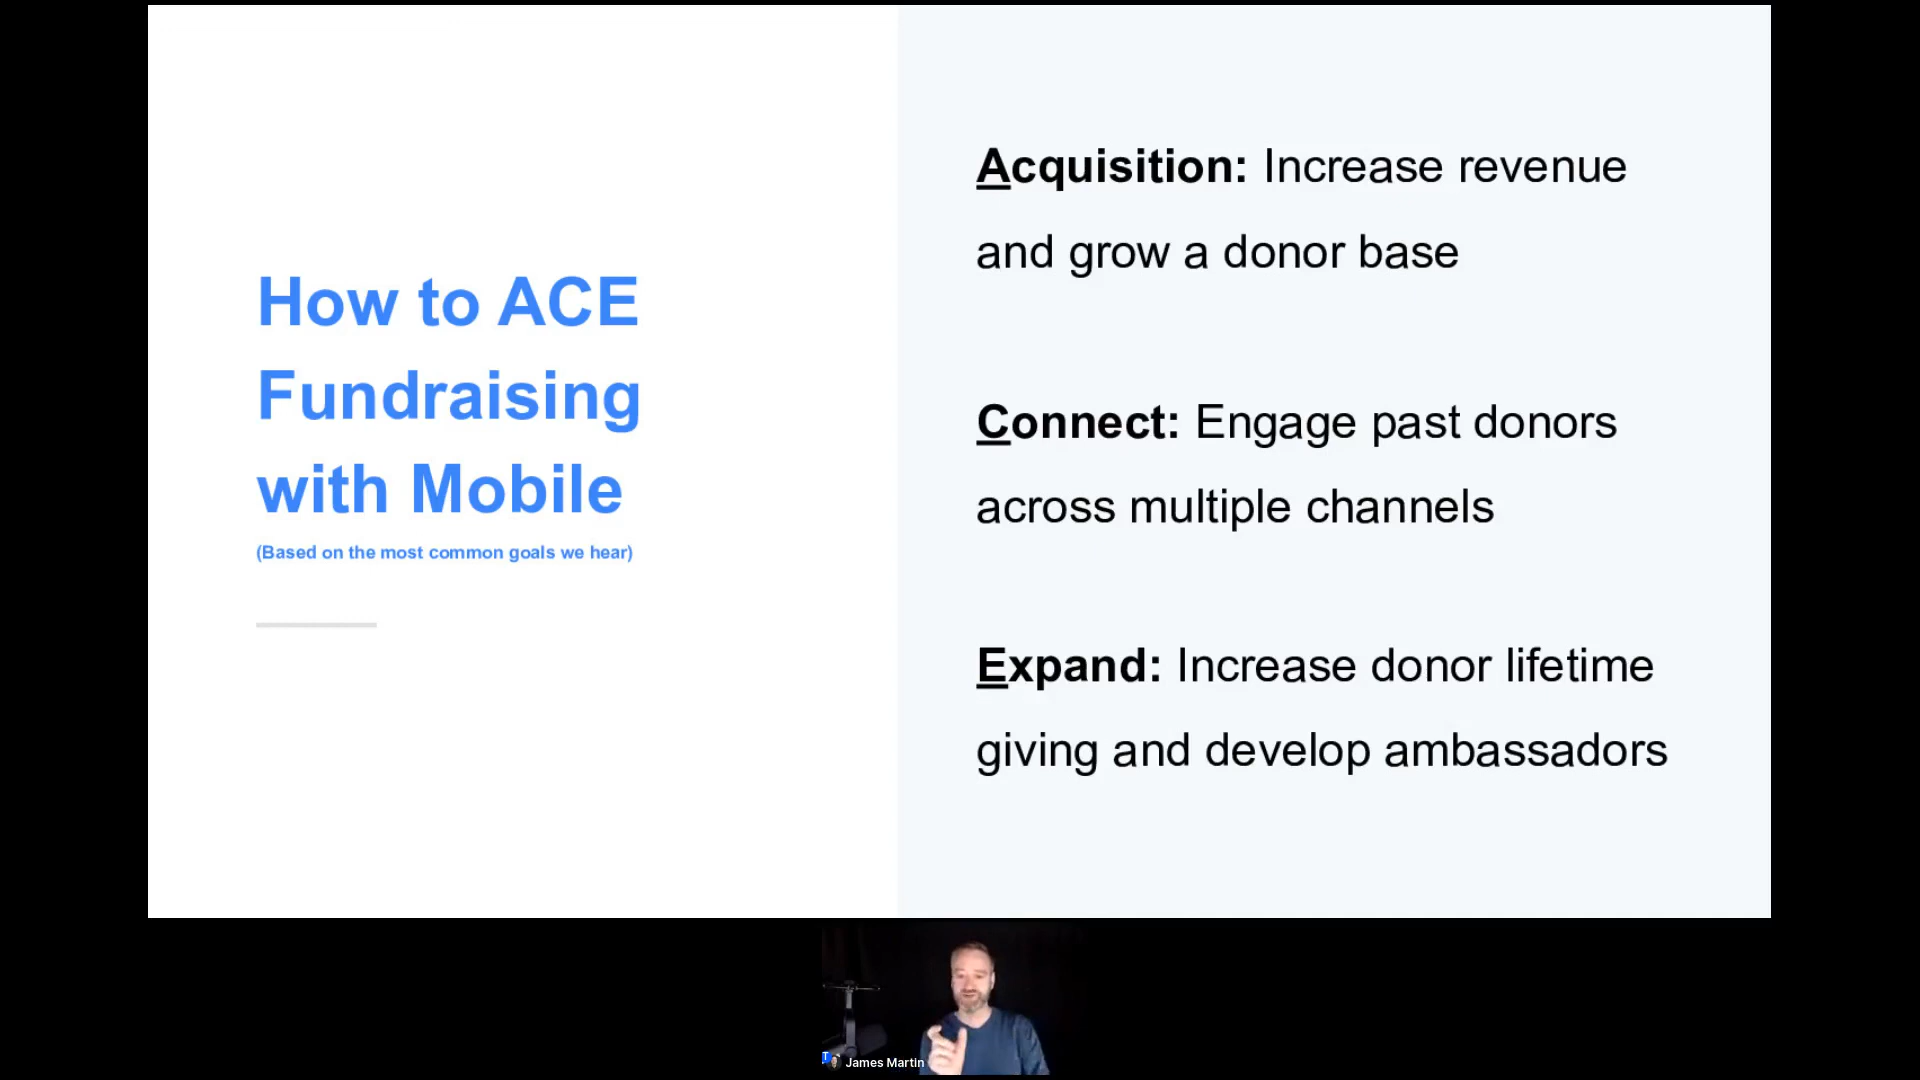 How to ACE
Fundraising
with Mobile
(Based on the most common goals we hear)
Acquisition: Increase revenue
and grow a donor base
Connect: Engage past donors
across multiple channels
Expand: Increase donor lifetime
giving and develop ambassadors
T
James Martin